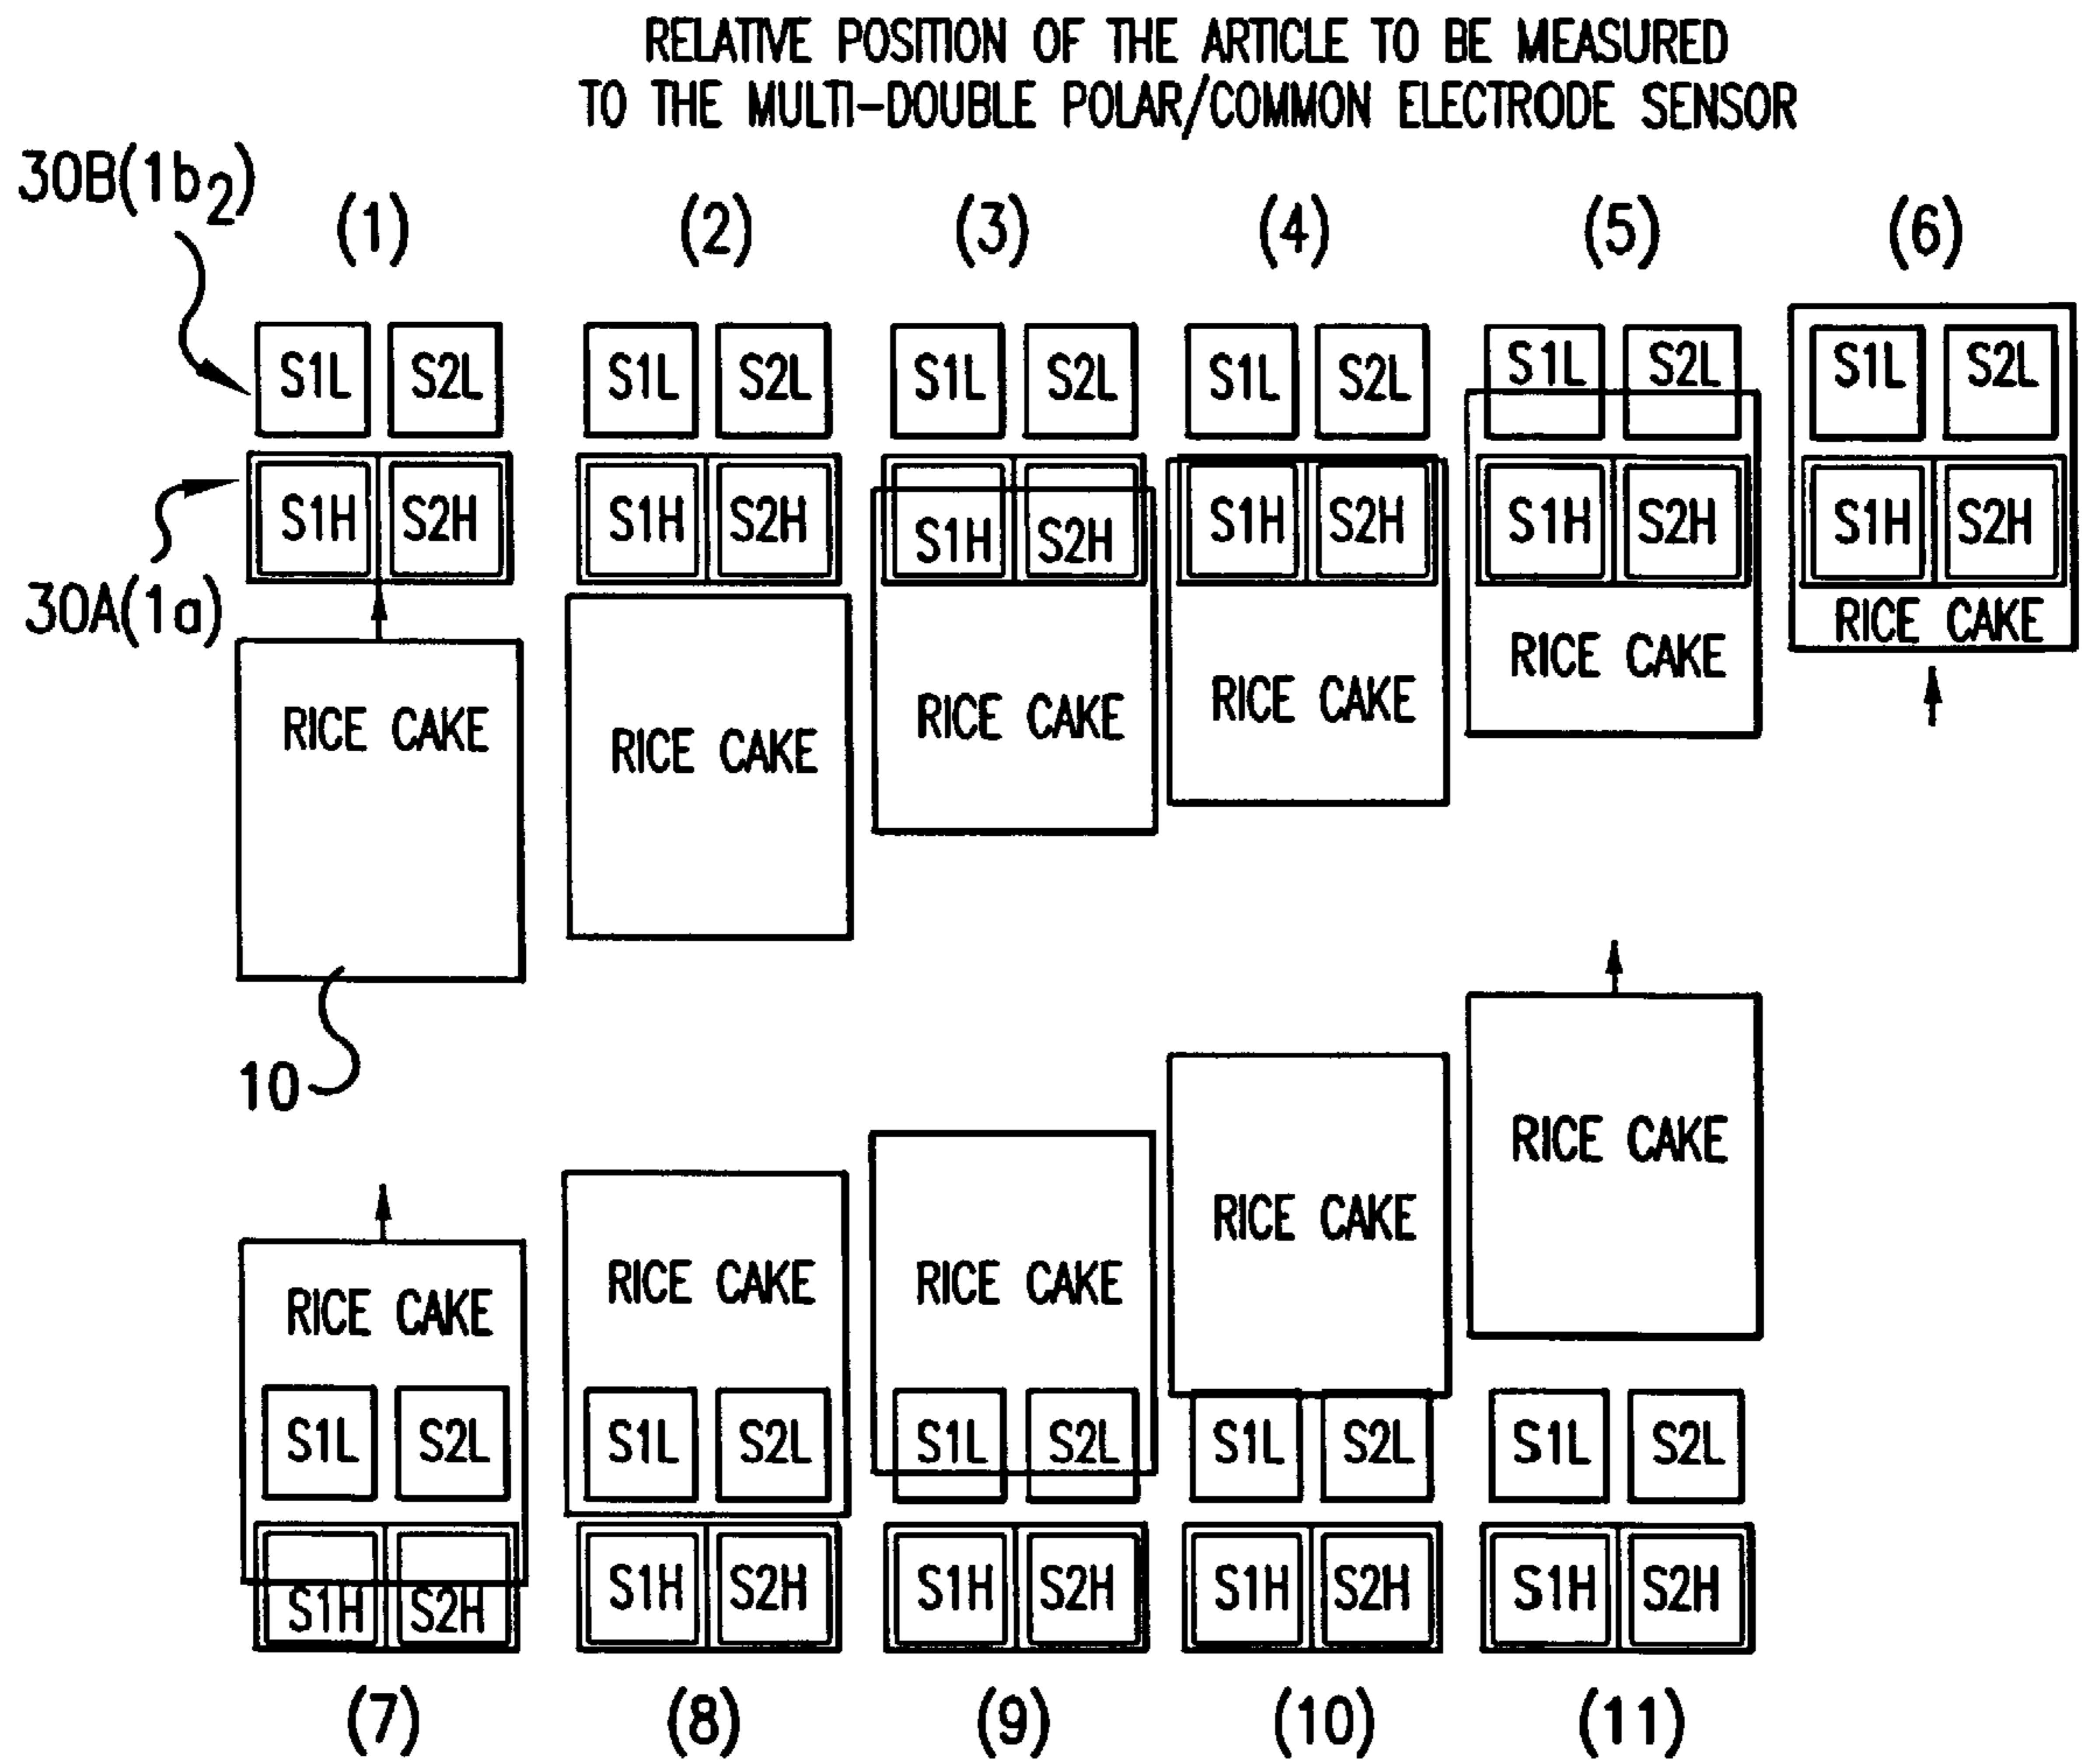 RELATIVE POSITION OF THE ARTICLE TO BE MEASURED
TO THE MULTI-DOUBLE POLAR/COMMON ELECTRODE SENSOR
30B(1b2)
(1) (2) (3) (4) (5) (6)
S1L S2L S1L S2L S1L S2L S1L S2L S1L S2L S1L S2L
S1H S2H S1H S2H S1H S2H S1H S2H S1H S2H S1H S2H
30A(1a)
RICE CAKE RICE CAKE RICE CAKE RICE CAKE RICE CAKE RICE CAKE
10
RICE CAKE RICE CAKE RICE CAKE RICE CAKE RICE CAKE
S1L S2L S1L S2L S1L S2L S1L S2L S1L S2L
S1H S2H S1H S2H S1H S2H S1H S2H S1H S2H
(7) (8) (9) (10) (11)